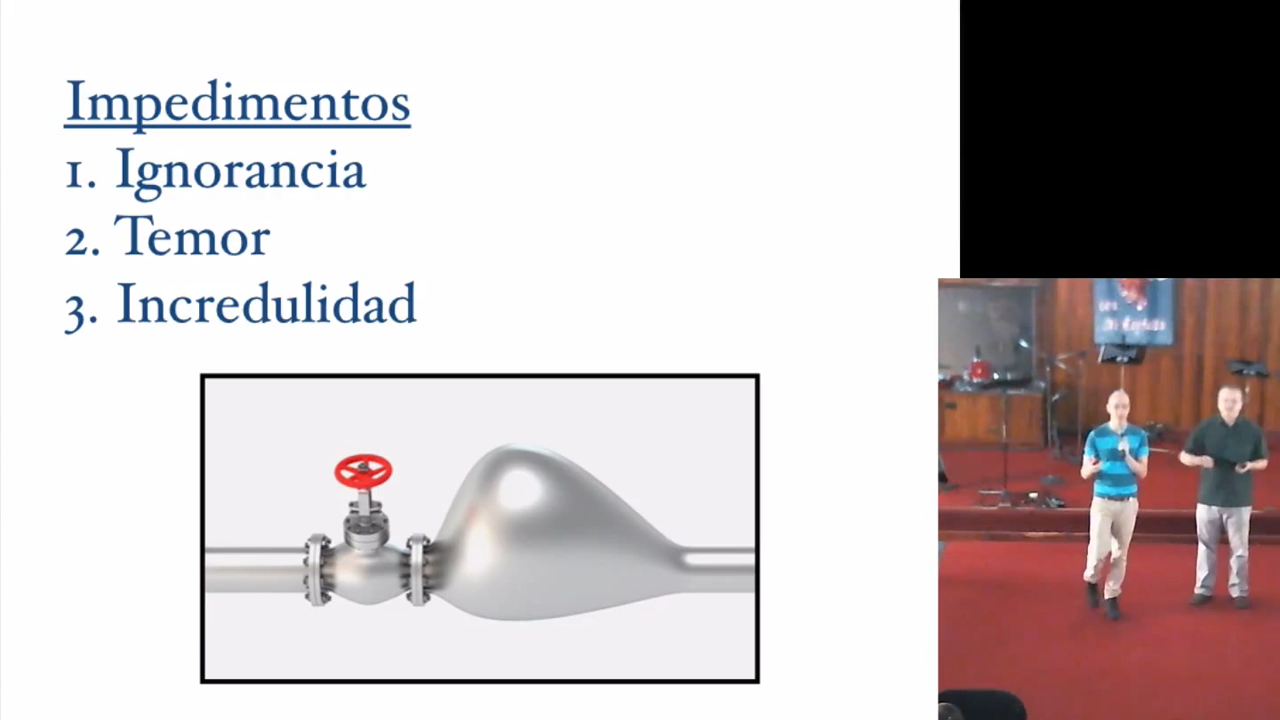 Impedimentos
1. Ignorancia
2. Temor
3. Incredulidad